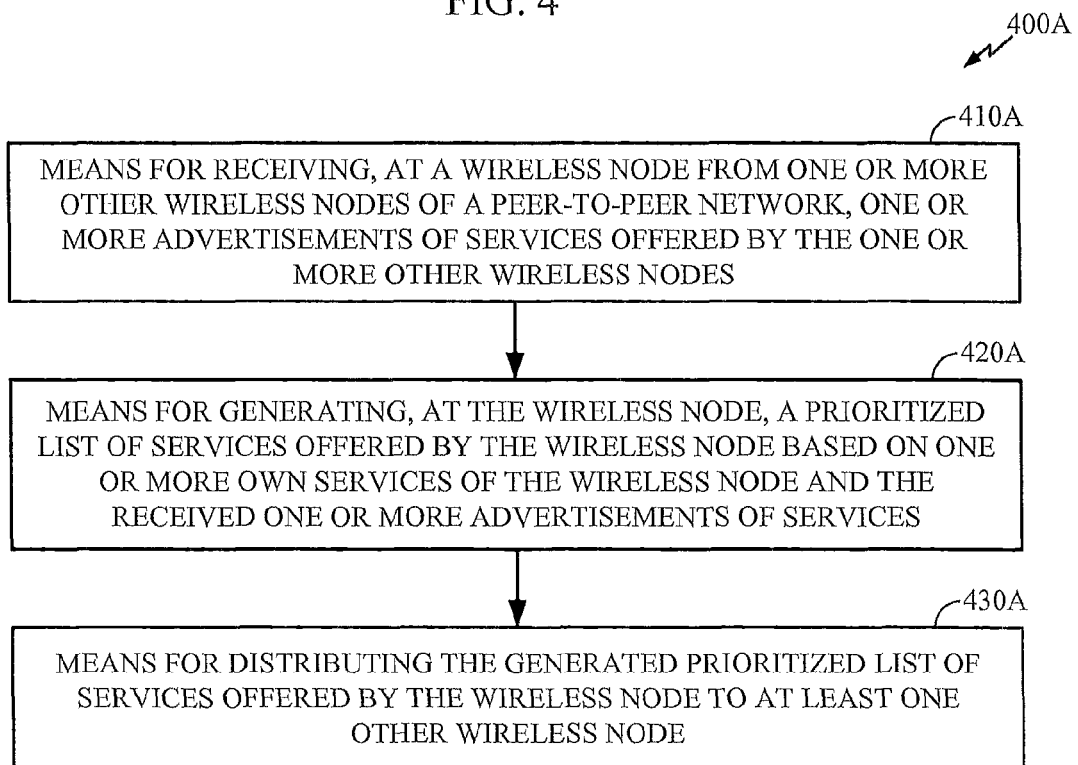 FIG. 4
400A
410A
MEANS FOR RECEIVING, AT A WIRELESS NODE FROM ONE OR MORE
OTHER WIRELESS NODES OF A PEER-TO-PEER NETWORK, ONE OR
MORE ADVERTISEMENTS OF SERVICES OFFERED BY THE ONE OR
MORE OTHER WIRELESS NODES
420A
MEANS FOR GENERATING, AT THE WIRELESS NODE, A PRIORITIZED
LIST OF SERVICES OFFERED BY THE WIRELESS NODE BASED ON ONE
OR MORE OWN SERVICES OF THE WIRELESS NODE AND THE
RECEIVED ONE OR MORE ADVERTISEMENTS OF SERVICES
430A
MEANS FOR DISTRIBUTING THE GENERATED PRIORITIZED LIST OF
SERVICES OFFERED BY THE WIRELESS NODE TO AT LEAST ONE
OTHER WIRELESS NODE